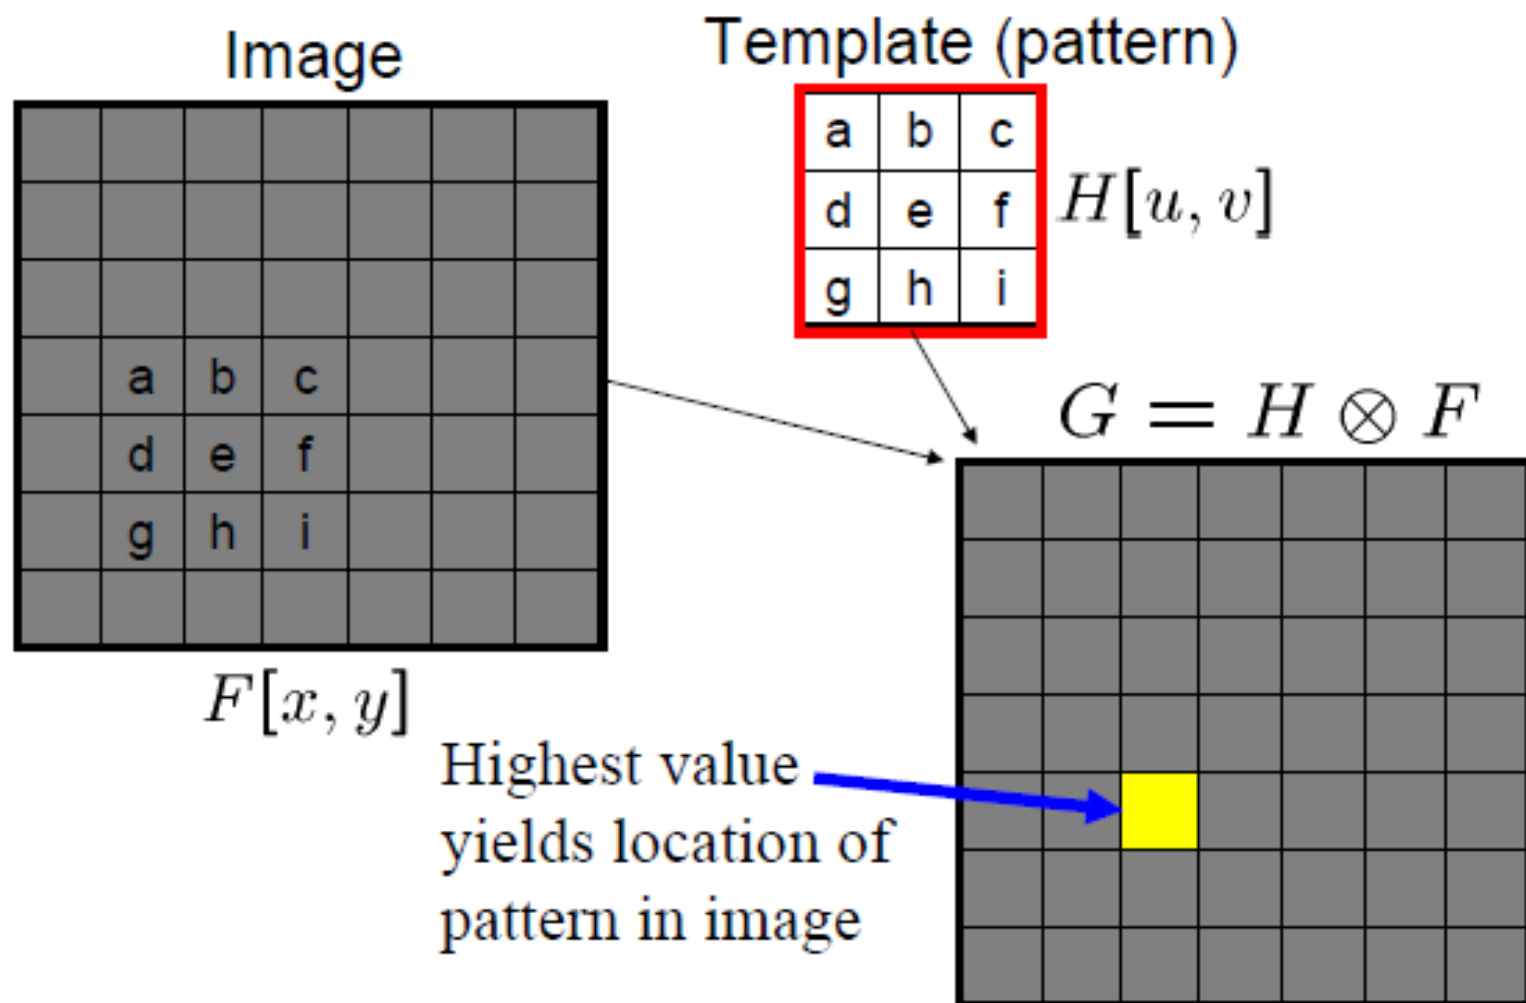 Image
Template (pattern)
a b c
d e f
g h i
H[u, v]
a b c
d e f
g h i
F[x, y]
G = H ⊗ F
Highest value
yields location of
pattern in image